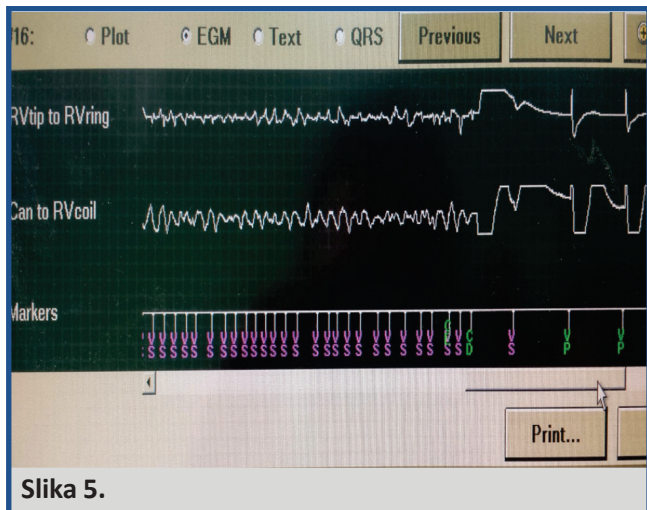 16: Plot EGM Text QRS Previous Next
RVtip to RVring
Can to RVcoil
Markers
V V V V V V V V V V V V V V V V V V V V V V V C V V V
S S S S S S S S S S S S S S S S S S S S S S S D S P P
Print...
Slika 5.